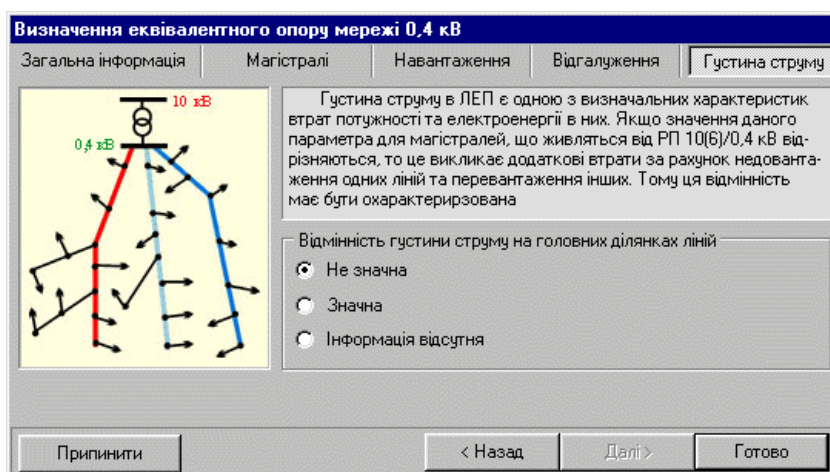 Визначення еквівалентного опору мережі 0,4 кВ
Загальна інформація
Магістралі
Навантаження
Відгалуження
Густина струму
10 кВ
0,4 кВ
Густина струму в ЛЕП є одною з визначальних характеристик
втрат потужності та електроенергії в них. Якщо значення даного
параметра для магістралей, що живляться від РП 10(6)/0,4 кВ від-
різняються, то це викликає додаткові втрати за рахунок недованта-
ження одних ліній та перевантаження інших. Тому ця відмінність
має бути охарактерирзована
Відмінність густини струму на головних ділянках ліній
Не значна
Значна
Інформація відсутня
Припинити
< Назад
Далі >
Готово